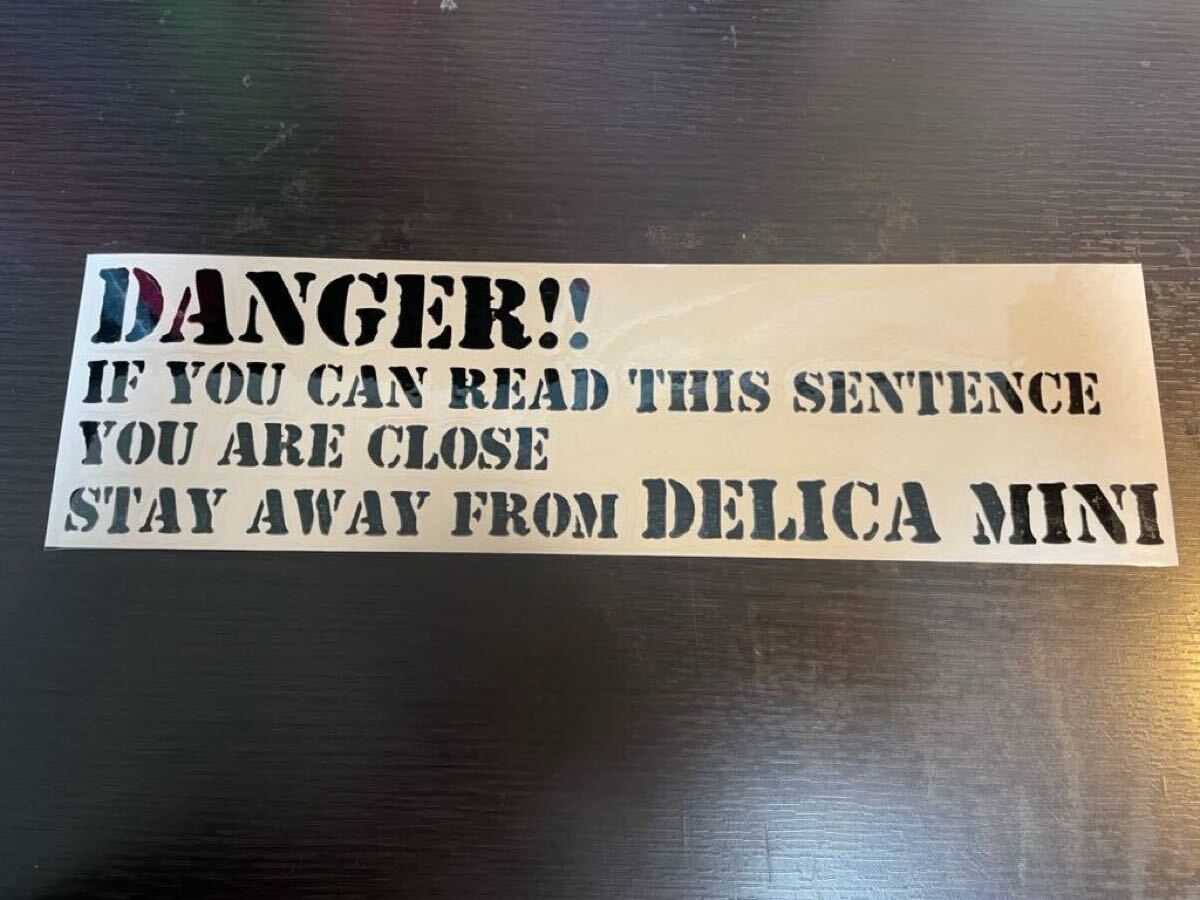 DANGER!!
IF YOU CAN READ THIS SENTENCE
YOU ARE CLOSE
STAY AWAY FROM DELICA MINI